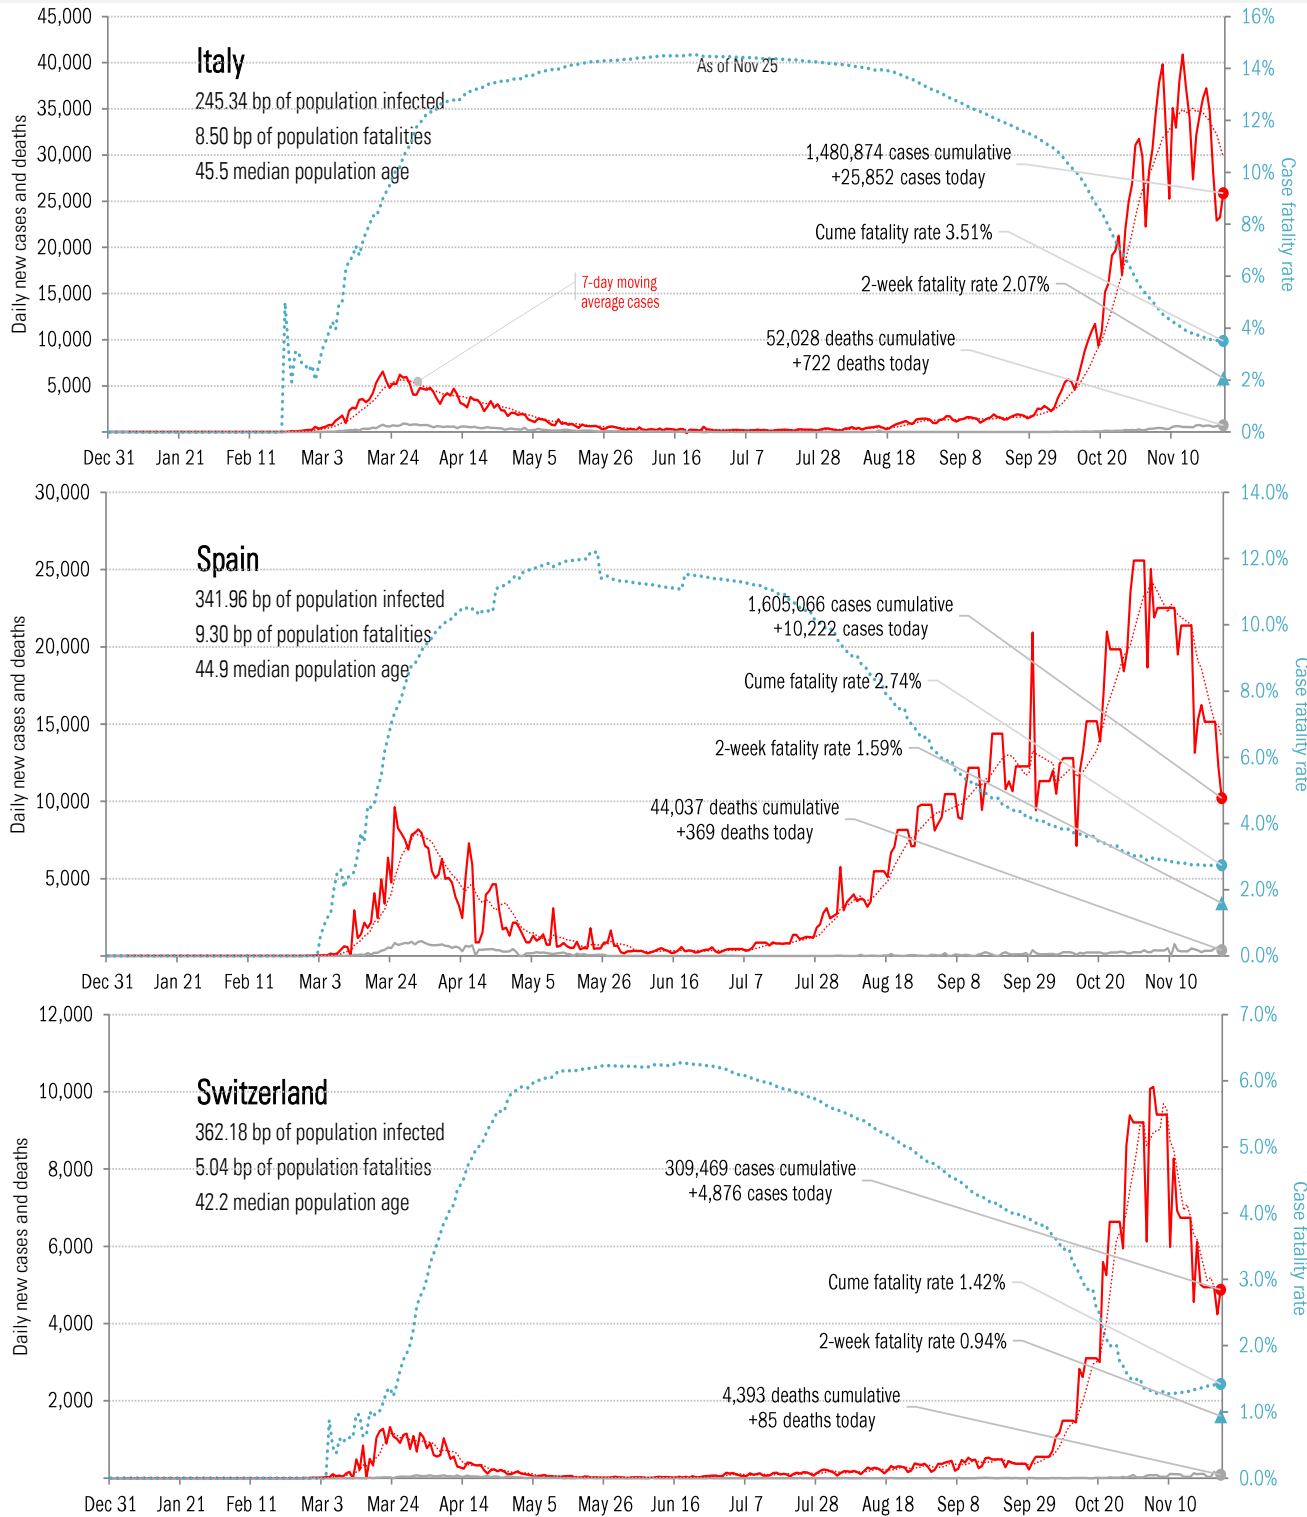 45,000
16%
Italy
40,000
14%
As of Nov 25
245.34 bp of population infected
35,000
12%
8.50 bp of population fatalities
30,000
1,480,874 cases cumulative
+25,852 cases today
45.5 median population age
10%
25,000
Cume fatality rate 3.51%
8%
20,000
2-week fatality rate 2.07%
6%
7-day moving
average cases
15,000
52,028 deaths cumulative
+722 deaths today
4%
10,000
5,000
2%
0%
Daily new cases and deaths
Case fatality rate
Dec 31 Jan 21 Feb 11 Mar 3 Mar 24 Apr 14 May 5 May 26 Jun 16 Jul 7 Jul 28 Aug 18 Sep 8 Sep 29 Oct 20 Nov 10
30,000
14.0%
Spain
25,000
12.0%
341.96 bp of population infected
1,605,066 cases cumulative
+10,222 cases today
10.0%
9.30 bp of population fatalities
20,000
44.9 median population age
Cume fatality rate 2.74%
8.0%
15,000
2-week fatality rate 1.59%
6.0%
10,000
44,037 deaths cumulative
+369 deaths today
4.0%
5,000
2.0%
0.0%
Daily new cases and deaths
Case fatality rate
Dec 31 Jan 21 Feb 11 Mar 3 Mar 24 Apr 14 May 5 May 26 Jun 16 Jul 7 Jul 28 Aug 18 Sep 8 Sep 29 Oct 20 Nov 10
12,000
7.0%
Switzerland
10,000
6.0%
362.18 bp of population infected
5.04 bp of population fatalities
8,000
309,469 cases cumulative
+4,876 cases today
5.0%
42.2 median population age
4.0%
6,000
Cume fatality rate 1.42%
3.0%
4,000
2-week fatality rate 0.94%
2.0%
2,000
4,393 deaths cumulative
+85 deaths today
1.0%
0.0%
Daily new cases and deaths
Case fatality rate
Dec 31 Jan 21 Feb 11 Mar 3 Mar 24 Apr 14 May 5 May 26 Jun 16 Jul 7 Jul 28 Aug 18 Sep 8 Sep 29 Oct 20 Nov 10